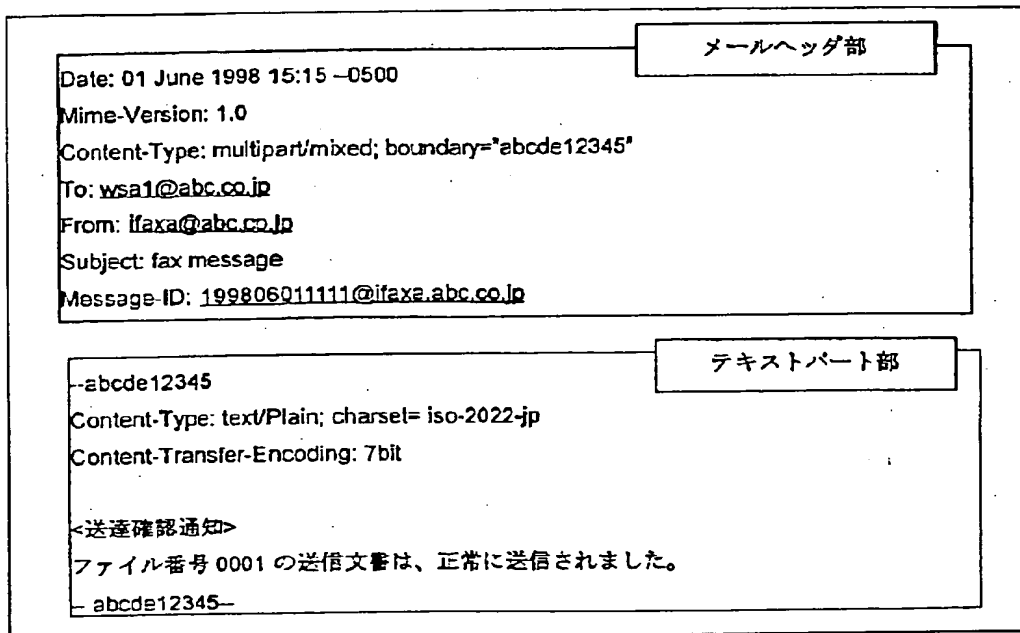 メールヘッダ部
Date: 01 June 1998 15:15 –0500
Mime-Version: 1.0
Content-Type: multipart/mixed; boundary="abcde12345"
To: wsa1@abc.co.jp
From: ifaxa@abc.co.jp
Subject: fax message
Message-ID: 199806011111@ifaxa.abc.co.jp
テキストパート部
--abcde12345
Content-Type: text/Plain; charset= iso-2022-jp
Content-Transfer-Encoding: 7bit
<送達確認通知>
ファイル番号 0001 の送信文書は、正常に送信されました。
-- abcde12345--